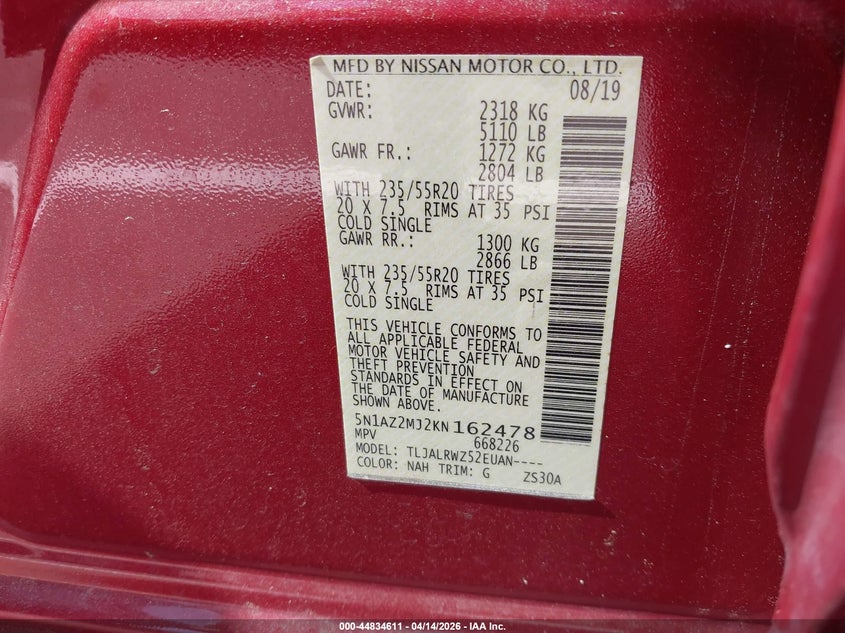 MFD BY NISSAN MOTOR CO., LTD.
DATE: 08/19
GVWR: 2318 KG
5110 LB
GAWR FR.: 1272 KG
2804 LB
WITH 235/55R20 TIRES
20 X 7.5 RIMS AT 35 PSI
COLD SINGLE
GAWR RR.: 1300 KG
2866 LB
WITH 235/55R20 TIRES
20 X 7.5 RIMS AT 35 PSI
COLD SINGLE
THIS VEHICLE CONFORMS TO
ALL APPLICABLE FEDERAL
MOTOR VEHICLE SAFETY AND
THEFT PREVENTION
STANDARDS IN EFFECT ON
THE DATE OF MANUFACTURE
SHOWN ABOVE.
5N1AZ2MJ2KN162478
MPV 668226
MODEL: TLJALRWZ52EUAN----
COLOR: NAH TRIM: G ZS30A
000-44834611 - 04/14/2026 - IAA Inc.